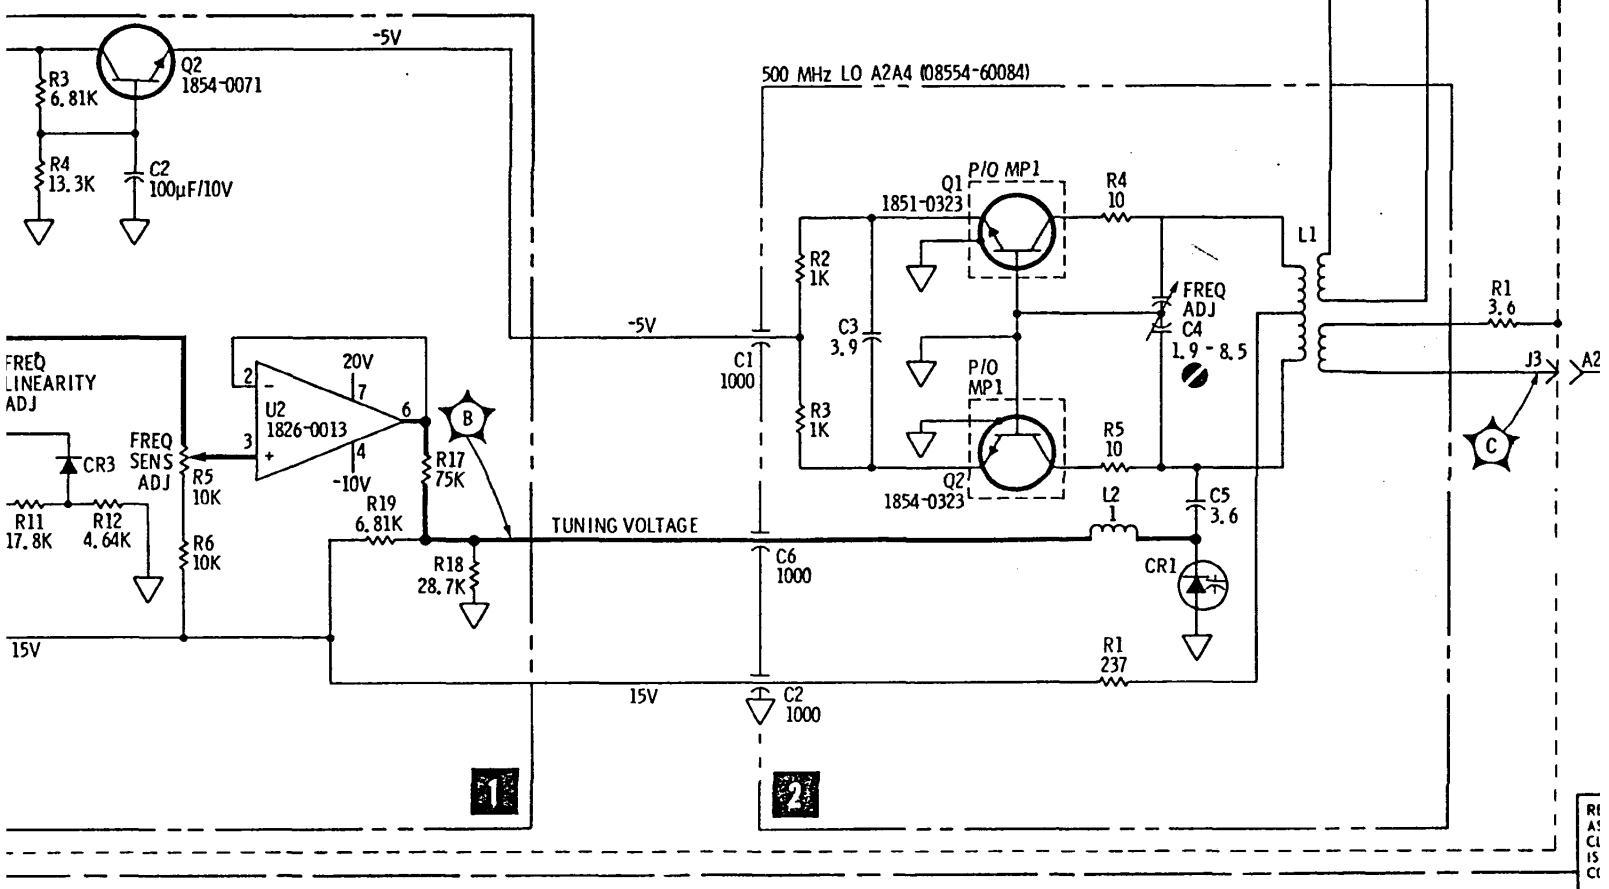 -5V
Q2
1854-0071
R3
6.81K
R4
13.3K
C2
100µF/10V
500 MHz LO A2A4 (08554-60084)
P/O MP1
Q1
1851-0323
R4
10
L1
R2
1K
FREQ
ADJ
C4
1.9 - 8.5
C3
3.9
R1
3.6
-5V
C1
1000
J3
A2
P/O
MP1
R3
1K
R5
10
Q2
1854-0323
C
FREQ
LINEARITY
ADJ
20V
2
-
7
U2
1826-0013
6
3
+
4
-10V
B
FREQ
SENS
ADJ
R5
10K
CR3
R17
75K
R11
17.8K
R12
4.64K
R6
10K
R19
6.81K
TUNING VOLTAGE
R18
28.7K
C6
1000
L2
1
C5
3.6
CR1
15V
15V
R1
237
C2
1000
1
2
RE
AS
CL
IS
CO